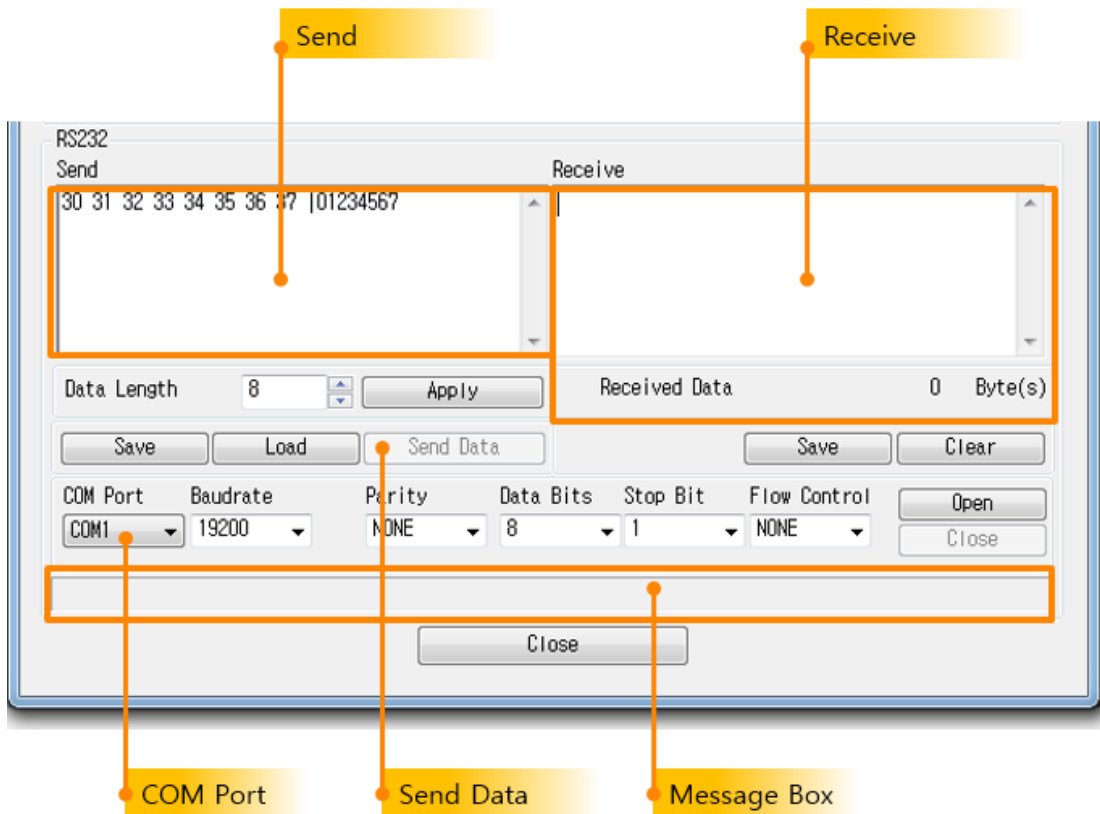 Send
Receive
RS232
Send
Receive
30 31 32 33 34 35 36 37 |01234567
Data Length 8 Apply
Received Data 0 Byte(s)
Save Load Send Data
Save Clear
COM Port Baudrate Parity Data Bits Stop Bit Flow Control
COM1 19200 NONE 8 1 NONE
Open
Close
Close
COM Port
Send Data
Message Box